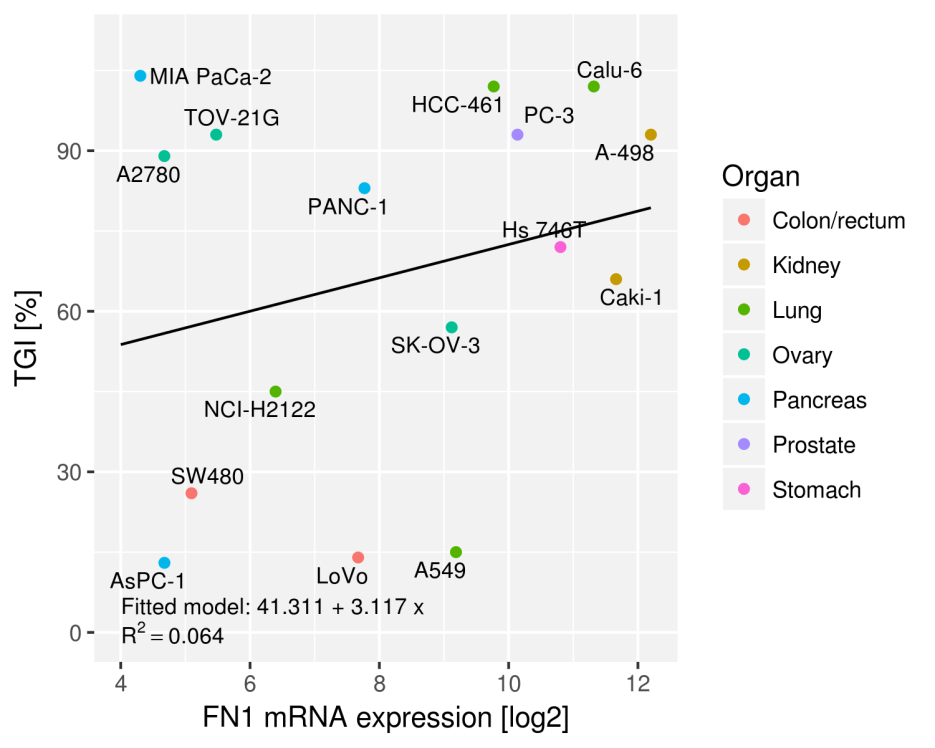 MIA PaCa-2
Calu-6
HCC-461
PC-3
TOV-21G
A-498
A2780
PANC-1
Hs 746T
Caki-1
SK-OV-3
NCI-H2122
SW480
A549
LoVo
AsPC-1
Fitted model: 41.311 + 3.117 x
R² = 0.064
90
60
30
0
TGI [%]
4 6 8 10 12
FN1 mRNA expression [log2]
Organ
Colon/rectum
Kidney
Lung
Ovary
Pancreas
Prostate
Stomach